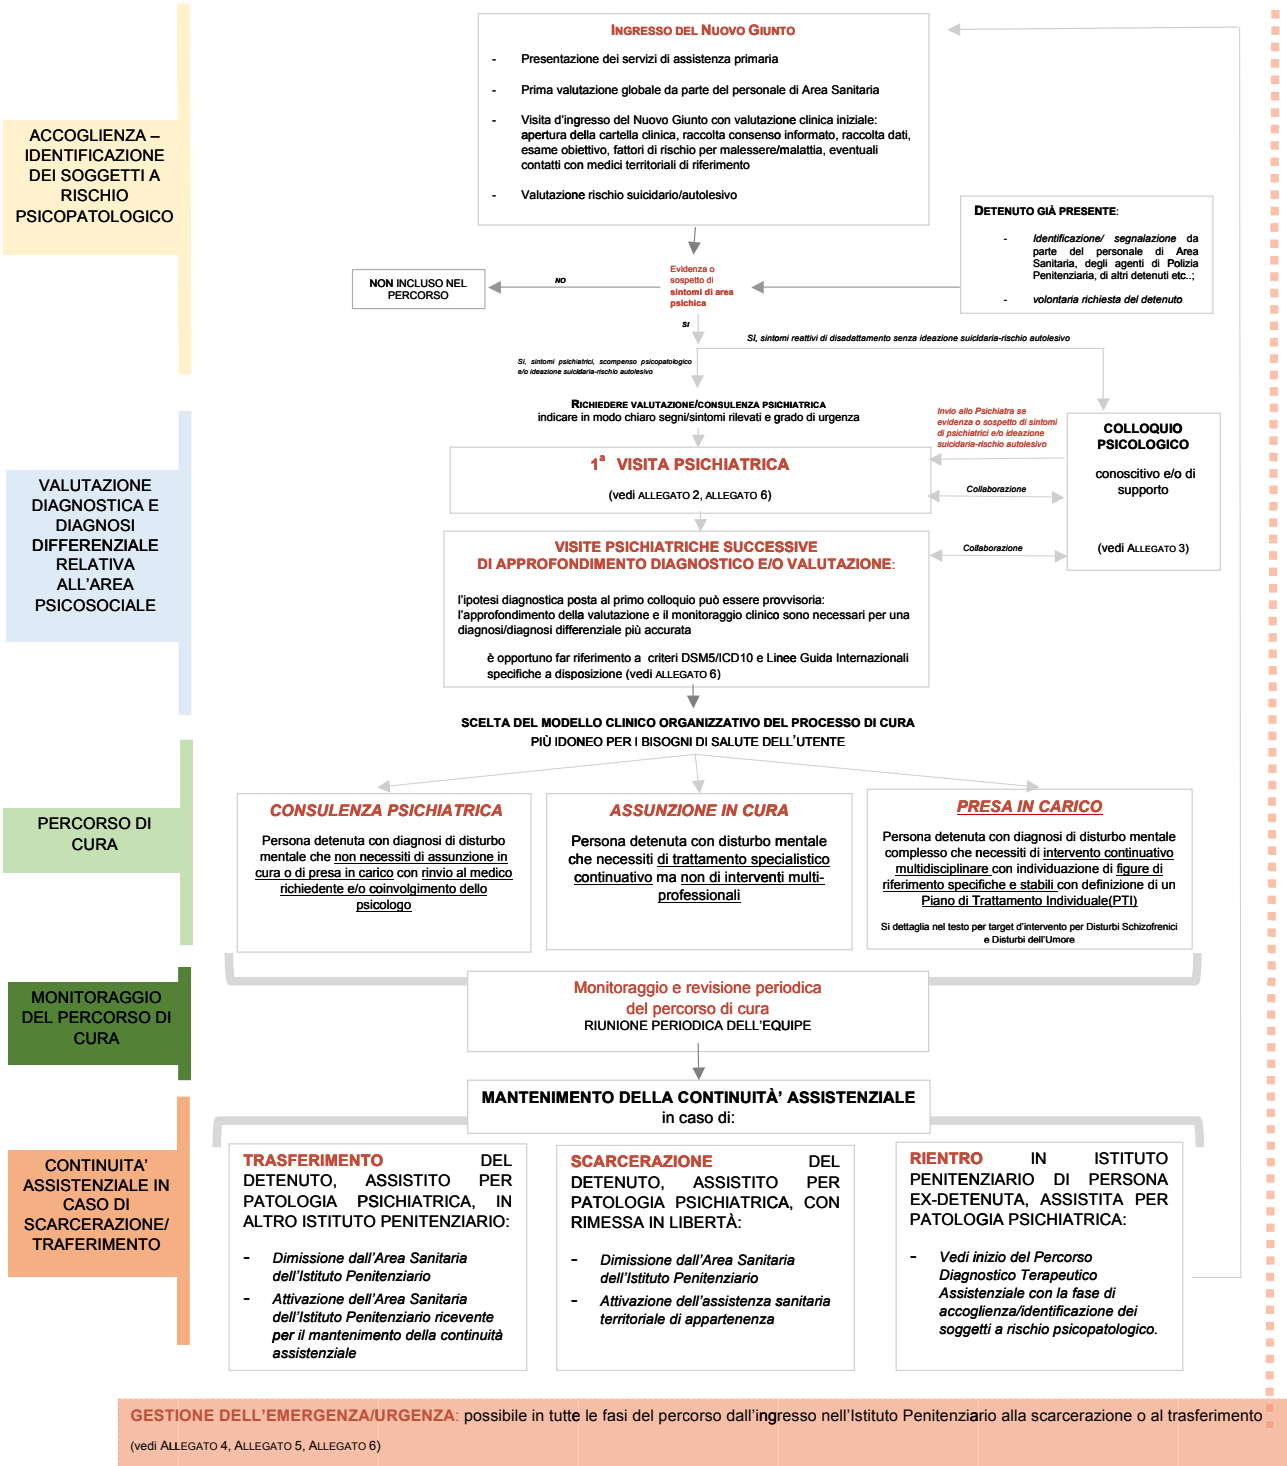 INGRESSO DEL NUOVO GIUNTO
- Presentazione dei servizi di assistenza primaria
- Prima valutazione globale da parte del personale di Area Sanitaria
- Visita d'ingresso del Nuovo Giunto con valutazione clinica iniziale:
apertura della cartella clinica, raccolta consenso informato, raccolta dati,
esame obiettivo, fattori di rischio per malessere/malattia, eventuali
contatti con medici territoriali di riferimento
- Valutazione rischio suicidario/autolesivo
ACCOGLIENZA –
IDENTIFICAZIONE
DEI SOGGETTI A
RISCHIO
PSICOPATOLOGICO
DETENUTO GIÀ PRESENTE:
- Identificazione/ segnalazione da
parte del personale di Area
Sanitaria, degli agenti di Polizia
Penitenziaria, di altri detenuti etc..;
- volontaria richiesta del detenuto
Evidenza o
sospetto di
sintomi di area
psichica
NO
NON INCLUSO NEL
PERCORSO
SI
SI, sintomi reattivi di disadattamento senza ideazione suicidaria-rischio autolesivo
Si, sintomi psichiatrici, scompenso psicopatologico
e/o ideazione suicidaria-rischio autolesivo
RICHIEDERE VALUTAZIONE/CONSULENZA PSICHIATRICA
indicare in modo chiaro segni/sintomi rilevati e grado di urgenza
Invio allo Psichiatra se
evidenza o sospetto di sintomi
di psichiatrici e/o ideazione
suicidaria-rischio autolesivo
COLLOQUIO
PSICOLOGICO
conoscitivo e/o di
supporto
(vedi ALLEGATO 3)
1ª VISITA PSICHIATRICA
(vedi ALLEGATO 2, ALLEGATO 6)
Collaborazione
VALUTAZIONE
DIAGNOSTICA E
DIAGNOSI
DIFFERENZIALE
RELATIVA
ALL'AREA
PSICOSOCIALE
VISITE PSICHIATRICHE SUCCESSIVE
DI APPROFONDIMENTO DIAGNOSTICO E/O VALUTAZIONE:
Collaborazione
l'ipotesi diagnostica posta al primo colloquio può essere provvisoria:
l'approfondimento della valutazione e il monitoraggio clinico sono necessari per una
diagnosi/diagnosi differenziale più accurata
è opportuno far riferimento a criteri DSM5/ICD10 e Linee Guida Internazionali
specifiche a disposizione (vedi ALLEGATO 6)
SCELTA DEL MODELLO CLINICO ORGANIZZATIVO DEL PROCESSO DI CURA
PIÙ IDONEO PER I BISOGNI DI SALUTE DELL'UTENTE
PERCORSO DI
CURA
CONSULENZA PSICHIATRICA
Persona detenuta con diagnosi di disturbo
mentale che non necessiti di assunzione in
cura o di presa in carico con rinvio al medico
richiedente e/o coinvolgimento dello
psicologo
ASSUNZIONE IN CURA
Persona detenuta con disturbo mentale
che necessiti di trattamento specialistico
continuativo ma non di interventi multi-
professionali
PRESA IN CARICO
Persona detenuta con diagnosi di disturbo mentale
complesso che necessiti di intervento continuativo
multidisciplinare con individuazione di figure di
riferimento specifiche e stabili con definizione di un
Piano di Trattamento Individuale(PTI)
Si dettaglia nel testo per target d'intervento per Disturbi Schizofrenici
e Disturbi dell'Umore
MONITORAGGIO
DEL PERCORSO DI
CURA
Monitoraggio e revisione periodica
del percorso di cura
RIUNIONE PERIODICA DELL'EQUIPE
MANTENIMENTO DELLA CONTINUITÀ' ASSISTENZIALE
in caso di:
CONTINUITA'
ASSISTENZIALE IN
CASO DI
SCARCERAZIONE/
TRAFERIMENTO
TRASFERIMENTO DEL
DETENUTO, ASSISTITO PER
PATOLOGIA PSICHIATRICA, IN
ALTRO ISTITUTO PENITENZIARIO:
- Dimissione dall'Area Sanitaria
dell'Istituto Penitenziario
- Attivazione dell'Area Sanitaria
dell'Istituto Penitenziario ricevente
per il mantenimento della continuità
assistenziale
SCARCERAZIONE DEL
DETENUTO, ASSISTITO PER
PATOLOGIA PSICHIATRICA, CON
RIMESSA IN LIBERTÀ:
- Dimissione dall'Area Sanitaria
dell'Istituto Penitenziario
- Attivazione dell'assistenza sanitaria
territoriale di appartenenza
RIENTRO IN ISTITUTO
PENITENZIARIO DI PERSONA
EX-DETENUTA, ASSISTITA PER
PATOLOGIA PSICHIATRICA:
- Vedi inizio del Percorso
Diagnostico Terapeutico
Assistenziale con la fase di
accoglienza/identificazione dei
soggetti a rischio psicopatologico.
GESTIONE DELL'EMERGENZA/URGENZA: possibile in tutte le fasi del percorso dall'ingresso nell'Istituto Penitenziario alla scarcerazione o al trasferimento
(vedi ALLEGATO 4, ALLEGATO 5, ALLEGATO 6)